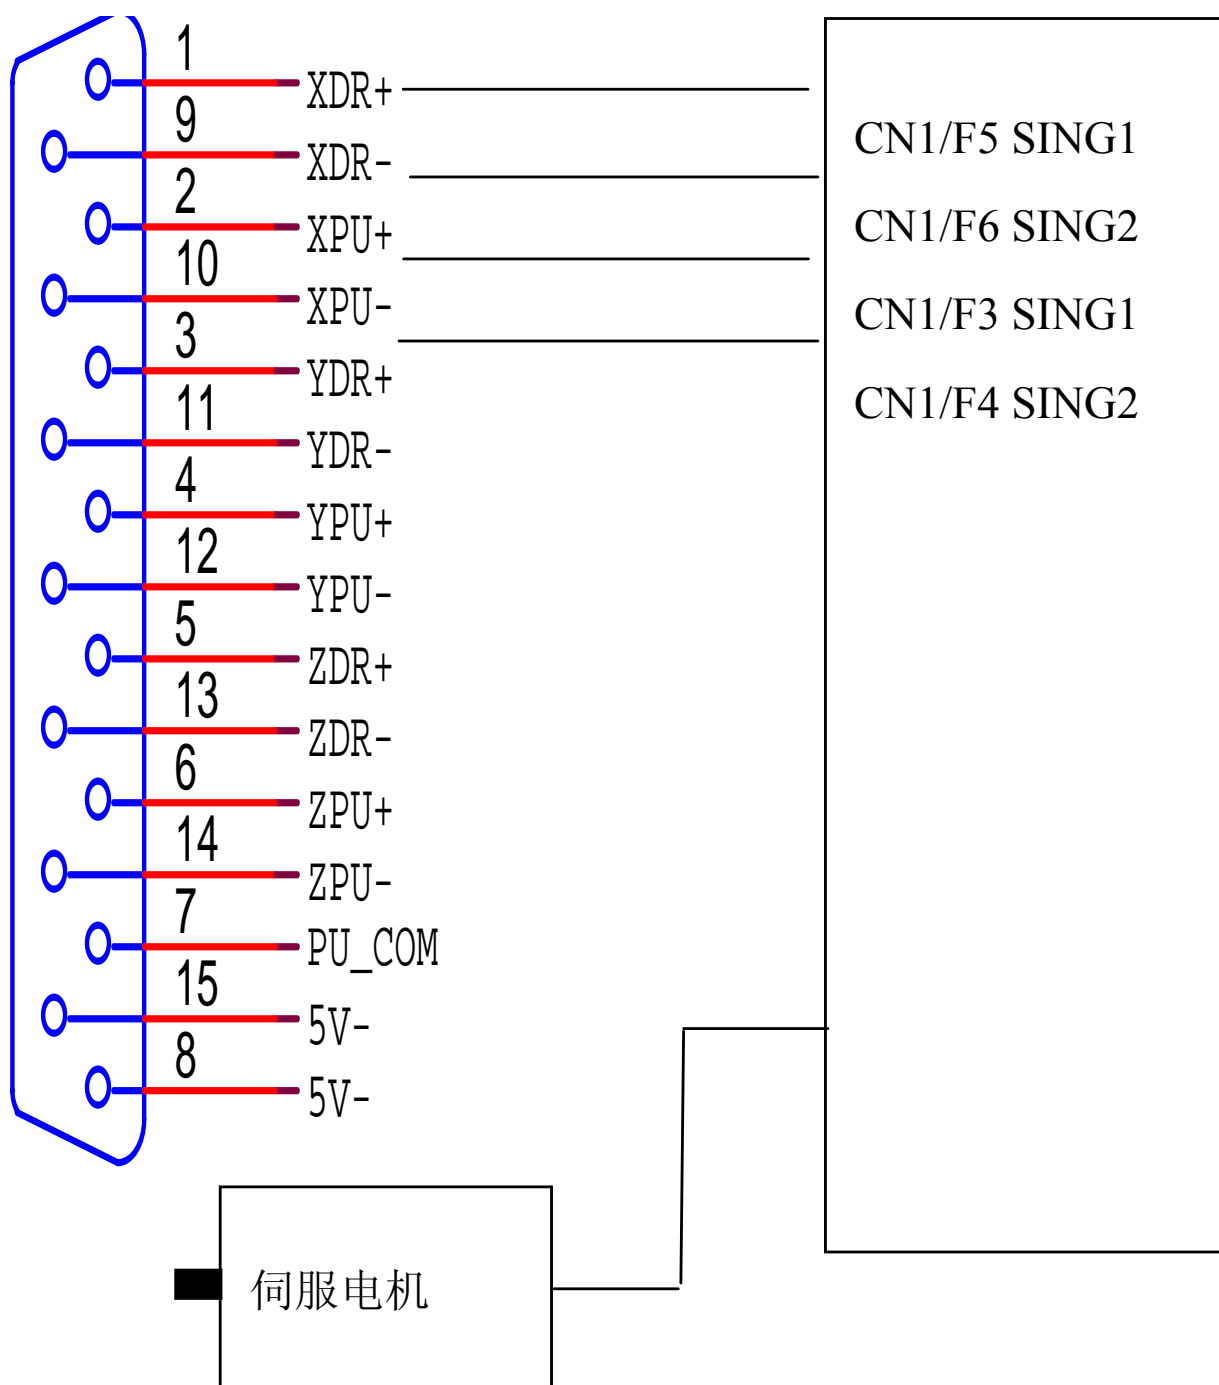 1
XDR+
9
XDR-
2
XPU+
10
XPU-
3
YDR+
11
YDR-
4
YPU+
12
YPU-
5
ZDR+
13
ZDR-
6
ZPU+
14
ZPU-
7
PU_COM
15
5V-
8
5V-
CN1/F5 SING1
CN1/F6 SING2
CN1/F3 SING1
CN1/F4 SING2
伺服电机